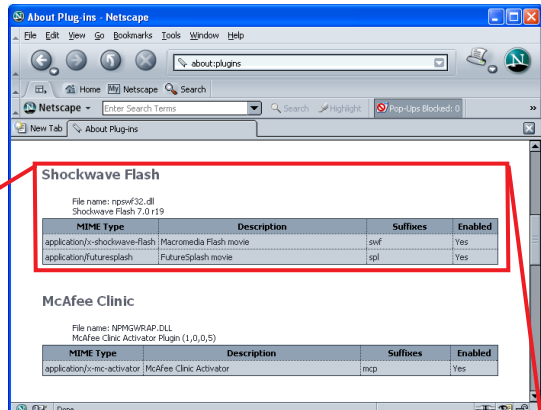 About Plug-ins - Netscape
File Edit View Go Bookmarks Tools Window Help
about:plugins
Home My Netscape Search
Netscape Enter Search Terms Search Highlight Pop-Ups Blocked: 0 »
New Tab About Plug-ins
Shockwave Flash
File name: npswf32.dll
Shockwave Flash 7.0 r19
MIME Type Description Suffixes Enabled
application/x-shockwave-flash Macromedia Flash movie swf Yes
application/futuresplash FutureSplash movie spl Yes
McAfee Clinic
File name: NPMGWRAP.DLL
McAfee Clinic Activator Plugin (1,0,0,5)
MIME Type Description Suffixes Enabled
application/x-mc-activator McAfee Clinic Activator mcp Yes
Done